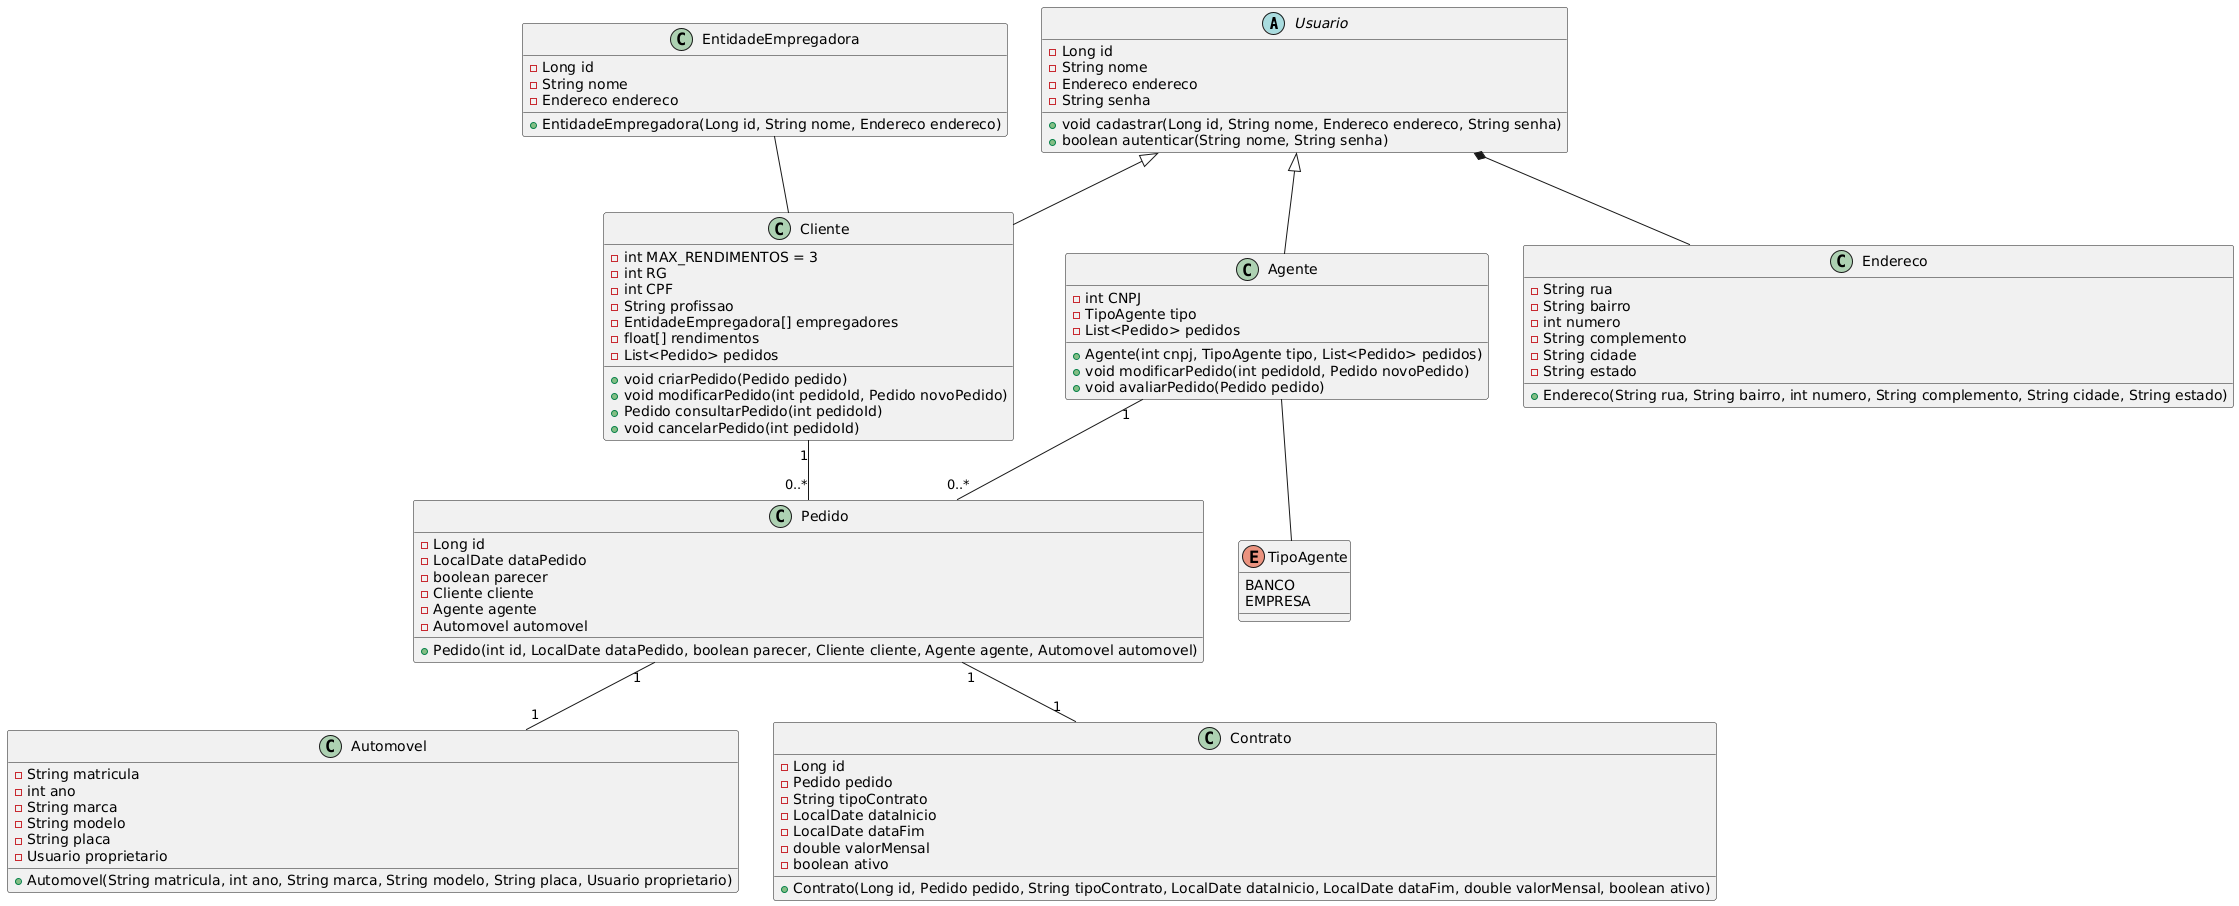 EntidadeEmpregadora
Long id
String nome
Endereco endereco
EntidadeEmpregadora(Long id, String nome, Endereco endereco)
Usuario
Long id
String nome
Endereco endereco
String senha
void cadastrar(Long id, String nome, Endereco endereco, String senha)
boolean autenticar(String nome, String senha)
Cliente
int MAX_RENDIMENTOS = 3
int RG
int CPF
String profissao
EntidadeEmpregadora[] empregadores
float[] rendimentos
List<Pedido> pedidos
void criarPedido(Pedido pedido)
void modificarPedido(int pedidoId, Pedido novoPedido)
Pedido consultarPedido(int pedidoId)
void cancelarPedido(int pedidoId)
Agente
int CNPJ
TipoAgente tipo
List<Pedido> pedidos
Agente(int cnpj, TipoAgente tipo, List<Pedido> pedidos)
void modificarPedido(int pedidoId, Pedido novoPedido)
void avaliarPedido(Pedido pedido)
Endereco
String rua
String bairro
int numero
String complemento
String cidade
String estado
Endereco(String rua, String bairro, int numero, String complemento, String cidade, String estado)
1
0..*
1
0..*
Pedido
Long id
LocalDate dataPedido
boolean parecer
Cliente cliente
Agente agente
Automovel automovel
Pedido(int id, LocalDate dataPedido, boolean parecer, Cliente cliente, Agente agente, Automovel automovel)
TipoAgente
BANCO
EMPRESA
1
1
1
1
Automovel
String matricula
int ano
String marca
String modelo
String placa
Usuario proprietario
Automovel(String matricula, int ano, String marca, String modelo, String placa, Usuario proprietario)
Contrato
Long id
Pedido pedido
String tipoContrato
LocalDate dataInicio
LocalDate dataFim
double valorMensal
boolean ativo
Contrato(Long id, Pedido pedido, String tipoContrato, LocalDate dataInicio, LocalDate dataFim, double valorMensal, boolean ativo)